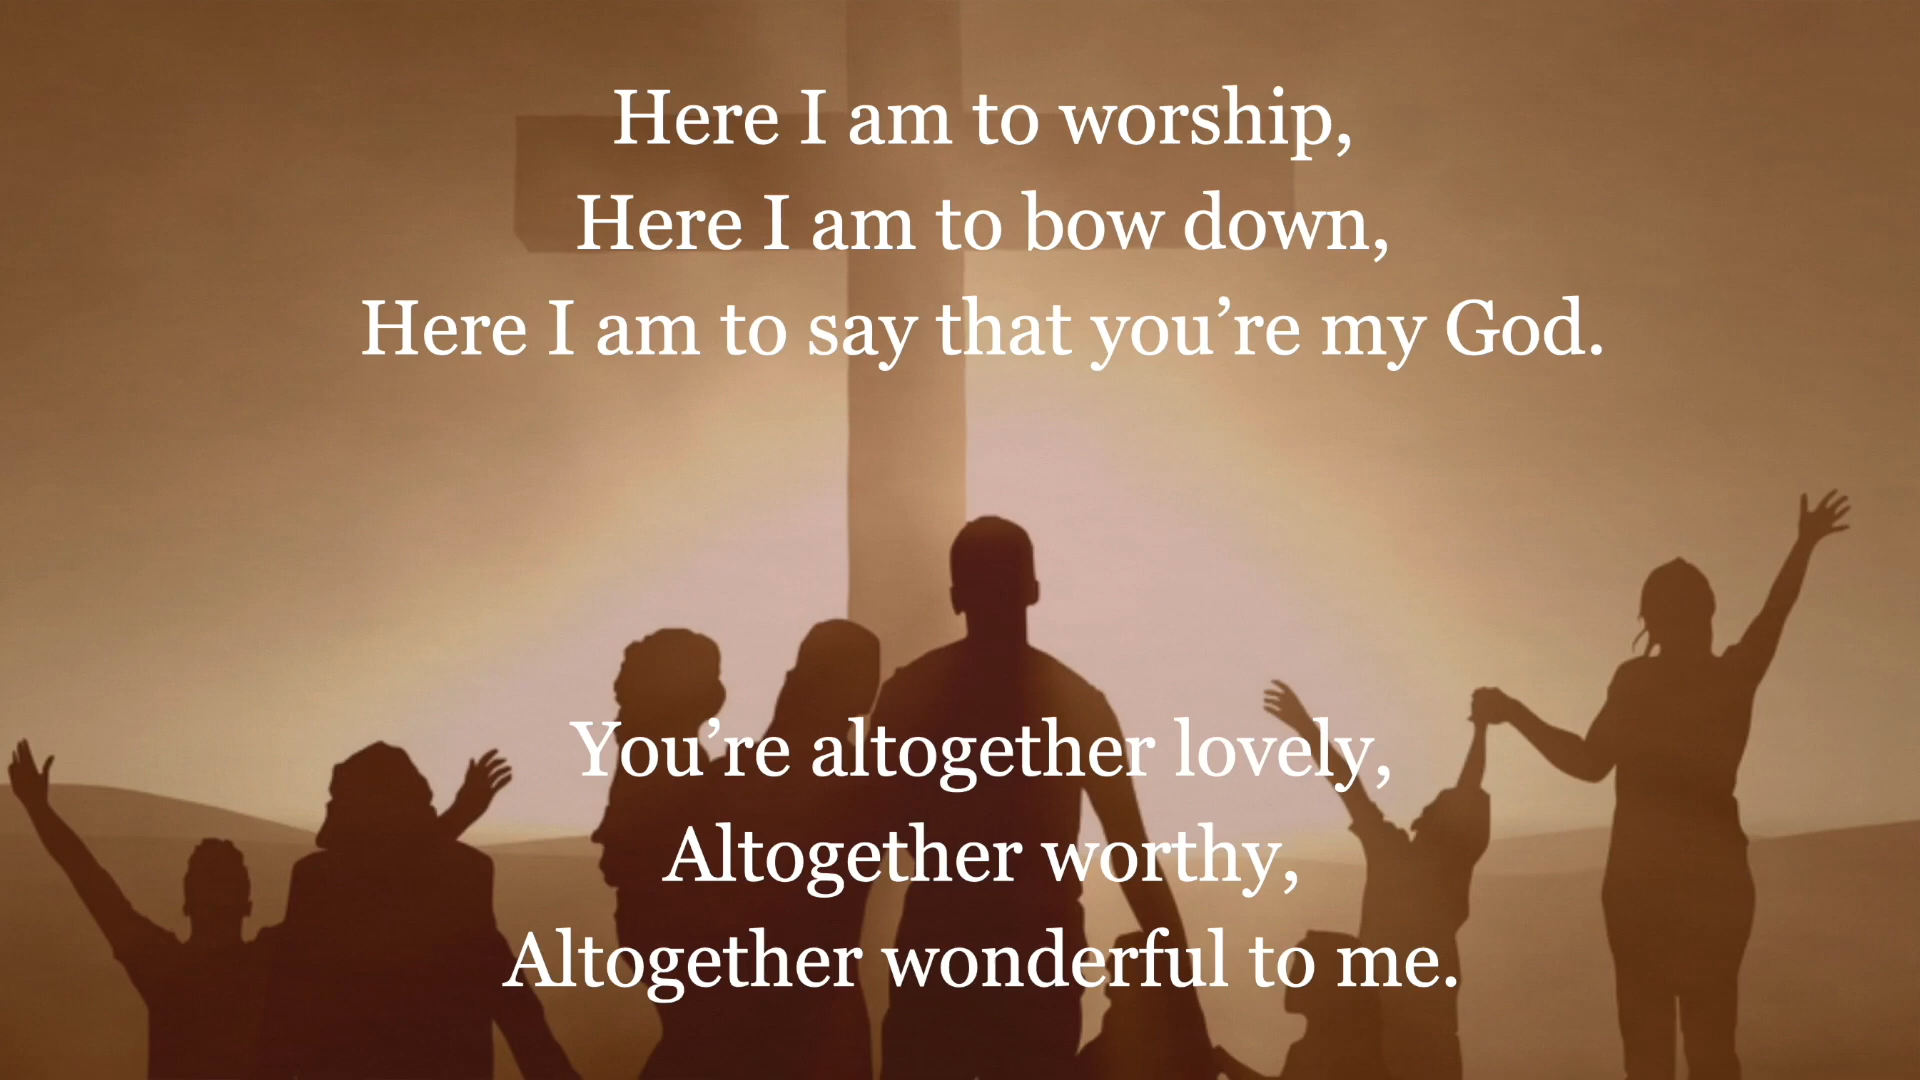 Here I am to worship,
Here I am to bow down,
Here I am to say that you’re my God.
You’re altogether lovely,
Altogether worthy,
Altogether wonderful to me.